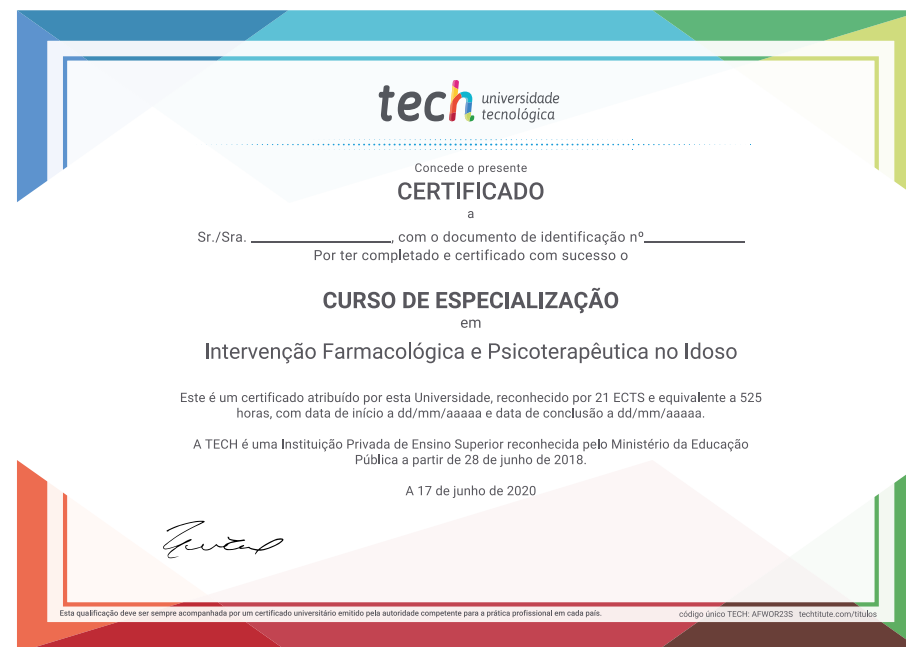 tech universidade
tecnológica
Concede o presente
CERTIFICADO
a
Sr./Sra. ____________, com o documento de identificação nº____________
Por ter completado e certificado com sucesso o
CURSO DE ESPECIALIZAÇÃO
em
Intervenção Farmacológica e Psicoterapêutica no Idoso
Este é um certificado atribuído por esta Universidade, reconhecido por 21 ECTS e equivalente a 525
horas, com data de início a dd/mm/aaaaa e data de conclusão a dd/mm/aaaaa.
A TECH é uma Instituição Privada de Ensino Superior reconhecida pelo Ministério da Educação
Pública a partir de 28 de junho de 2018.
A 17 de junho de 2020
Esta qualificação deve ser sempre acompanhada por um certificado universitário emitido pela autoridade competente para a prática profissional em cada país.
código único TECH: AFWOR23S techtitute.com/titulos